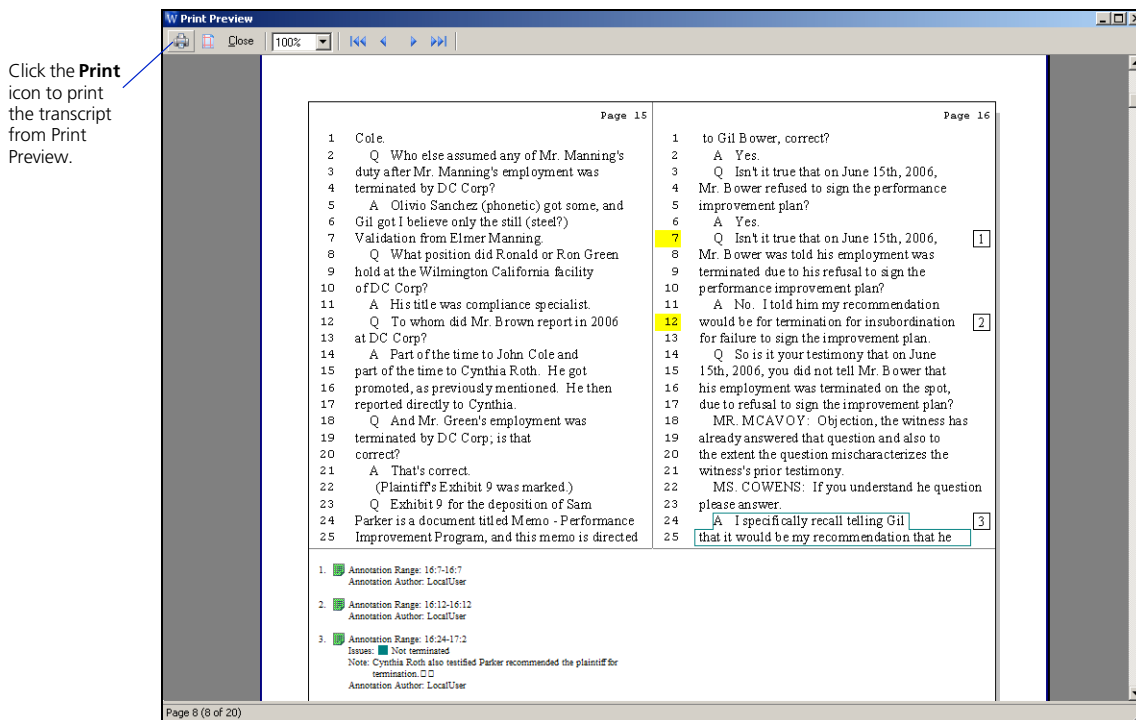 Click the Print
icon to print
the transcript
from Print
Preview.
Print Preview
Close
100%
Page 15
1 Cole.
2 Q Who else assumed any of Mr. Manning's
3 duty after Mr. Manning's employment was
4 terminated by DC Corp?
5 A Olivio Sanchez (phonetic) got some, and
6 Gil got I believe only the still (steel?)
7 Validation from Elmer Manning.
8 Q What position did Ronald or Ron Green
9 hold at the Wilmington California facility
10 of DC Corp?
11 A His title was compliance specialist.
12 Q To whom did Mr. Brown report in 2006
13 at DC Corp?
14 A Part of the time to John Cole and
15 part of the time to Cynthia Roth. He got
16 promoted, as previously mentioned. He then
17 reported directly to Cynthia.
18 Q And Mr. Green's employment was
19 terminated by DC Corp; is that
20 correct?
21 A That's correct.
22 (Plaintiff's Exhibit 9 was marked.)
23 Q Exhibit 9 for the deposition of Sam
24 Parker is a document titled Memo - Performance
25 Improvement Program, and this memo is directed
Page 16
1 to Gil Bower, correct?
2 A Yes.
3 Q Isn't it true that on June 15th, 2006,
4 Mr. Bower refused to sign the performance
5 improvement plan?
6 A Yes.
7 Q Isn't it true that on June 15th, 2006, 1
8 Mr. Bower was told his employment was
9 terminated due to his refusal to sign the
10 performance improvement plan?
11 A No. I told him my recommendation
12 would be for termination for insubordination 2
13 for failure to sign the improvement plan.
14 Q So is it your testimony that on June
15 15th, 2006, you did not tell Mr. Bower that
16 his employment was terminated on the spot,
17 due to refusal to sign the improvement plan?
18 MR. MCAVOY: Objection, the witness has
19 already answered that question and also to
20 the extent the question mischaracterizes the
21 witness's prior testimony.
22 MS. COWENS: If you understand he question
23 please answer.
24 A I specifically recall telling Gil 3
25 that it would be my recommendation that he
1. Annotation Range: 16:7-16:7
Annotation Author: LocalUser
2. Annotation Range: 16:12-16:12
Annotation Author: LocalUser
3. Annotation Range: 16:24-17:2
Issues: Not terminated
Note: Cynthia Roth also testified Parker recommended the plaintiff for
termination.□□
Annotation Author: LocalUser
Page 8 (8 of 20)